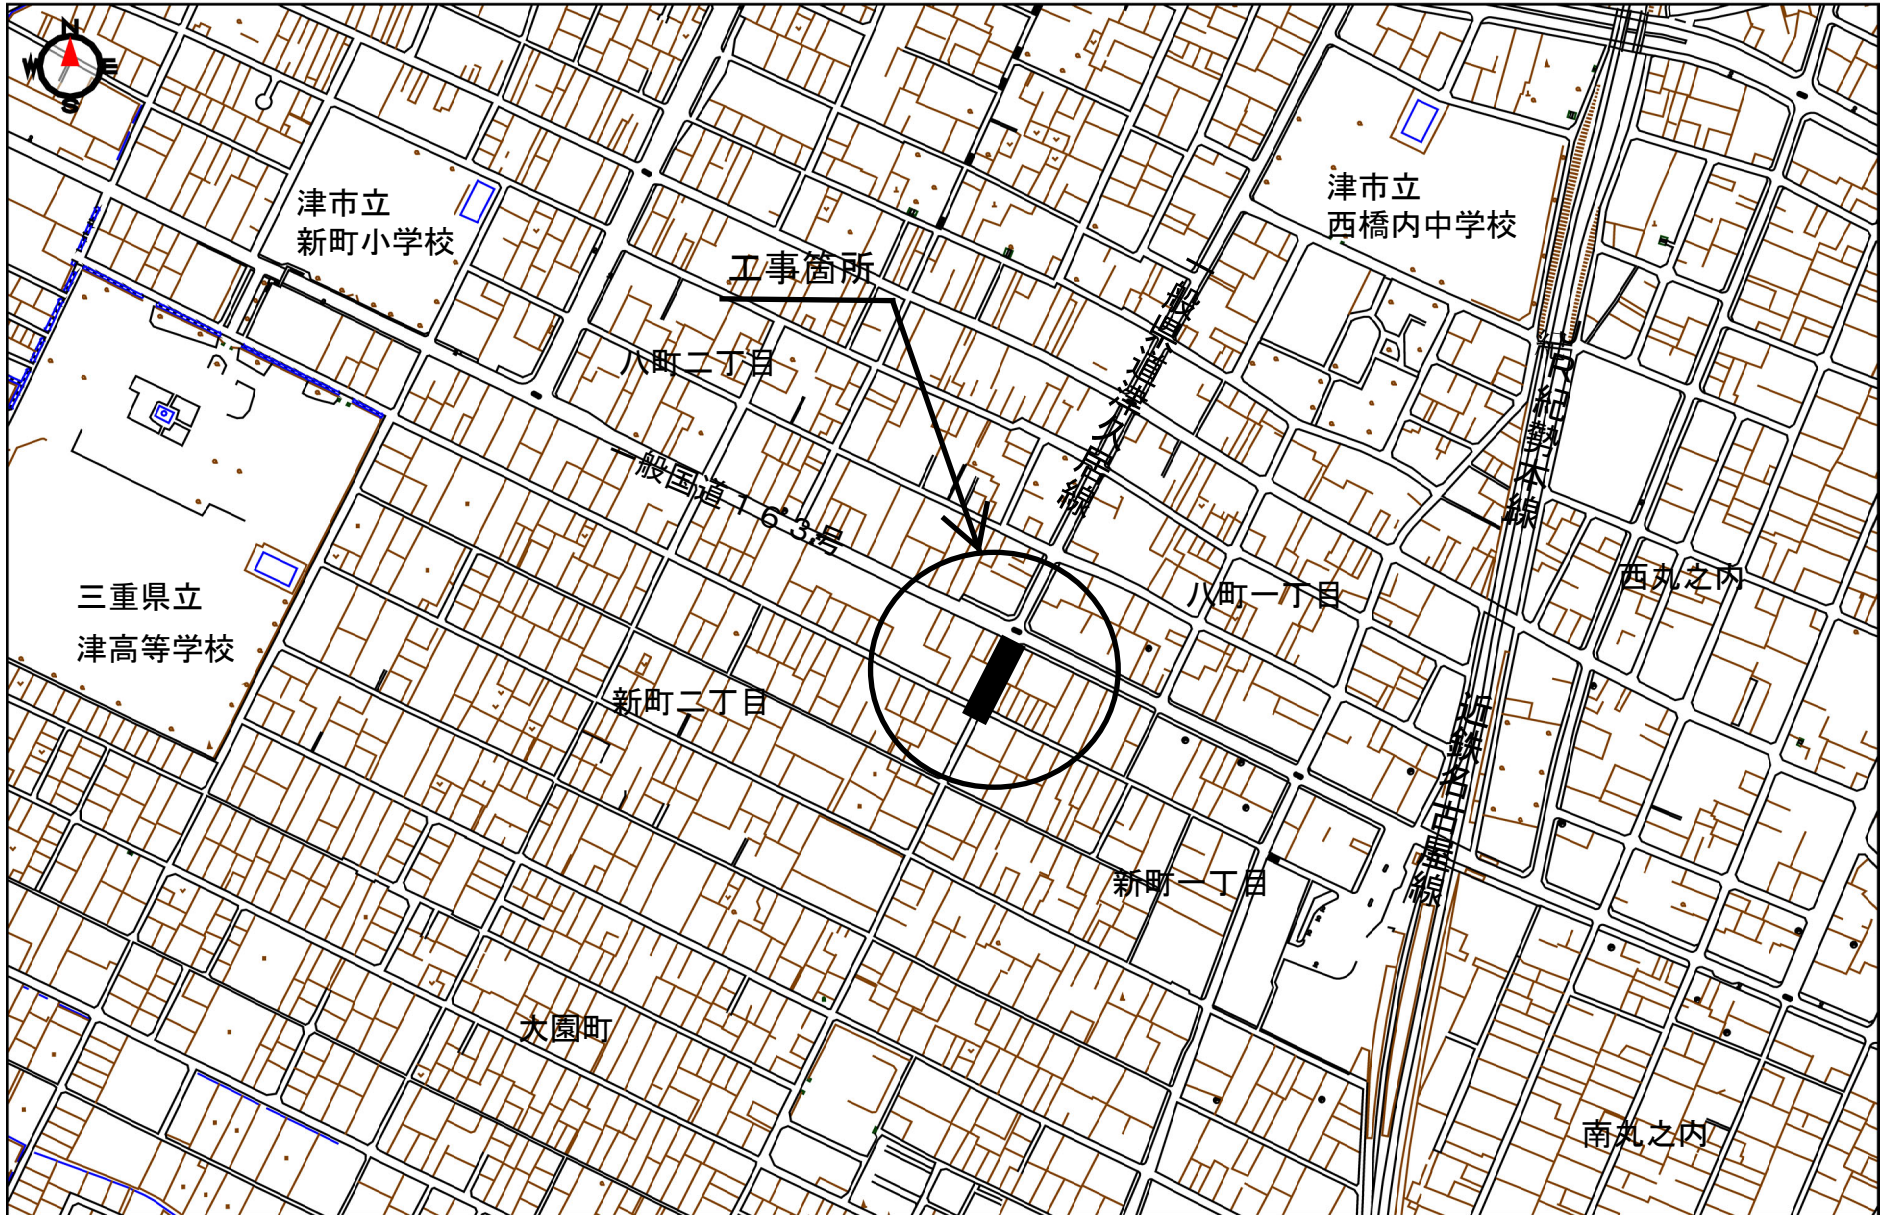 N
W
E
S
津市立
新町小学校
津市立
西橋内中学校
工事箇所
八町二丁目
一般県道津久居線
JR紀勢本線
一般国道163号
三重県立
津高等学校
八町一丁目
西丸之内
新町二丁目
近鉄名古屋線
新町一丁目
大園町
南丸之内